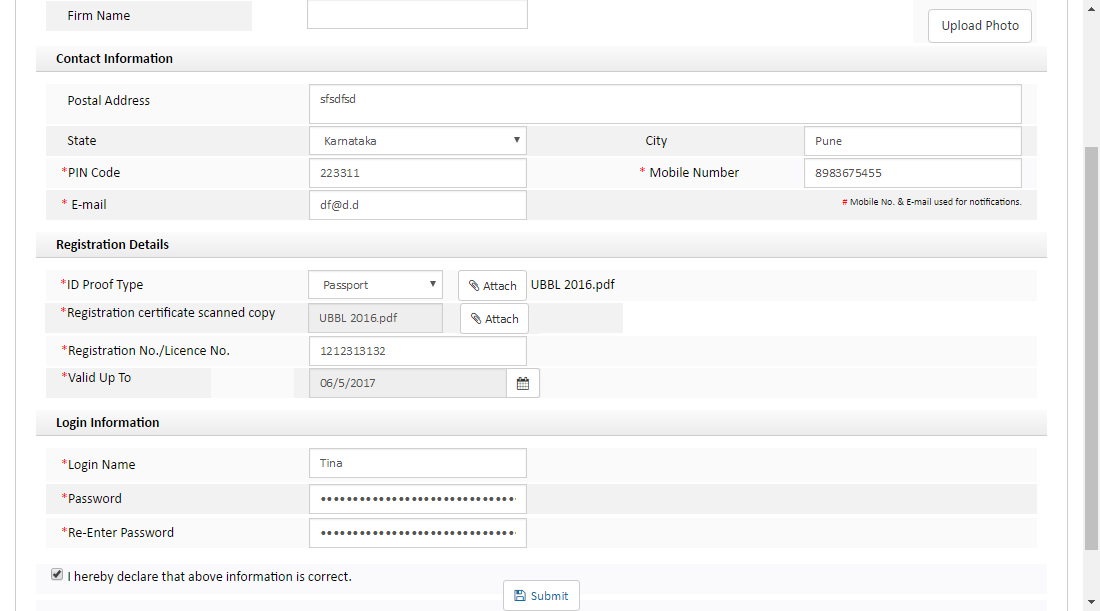 Firm Name
Upload Photo
Contact Information
Postal Address sfsdfsd
State Karnataka City Pune
*PIN Code 223311 * Mobile Number 8983675455
* E-mail df@d.d # Mobile No. & E-mail used for notifications.
Registration Details
*ID Proof Type Passport Attach UBBL 2016.pdf
*Registration certificate scanned copy UBBL 2016.pdf Attach
*Registration No./Licence No. 1212313132
*Valid Up To 06/5/2017
Login Information
*Login Name Tina
*Password
*Re-Enter Password
I hereby declare that above information is correct.
Submit